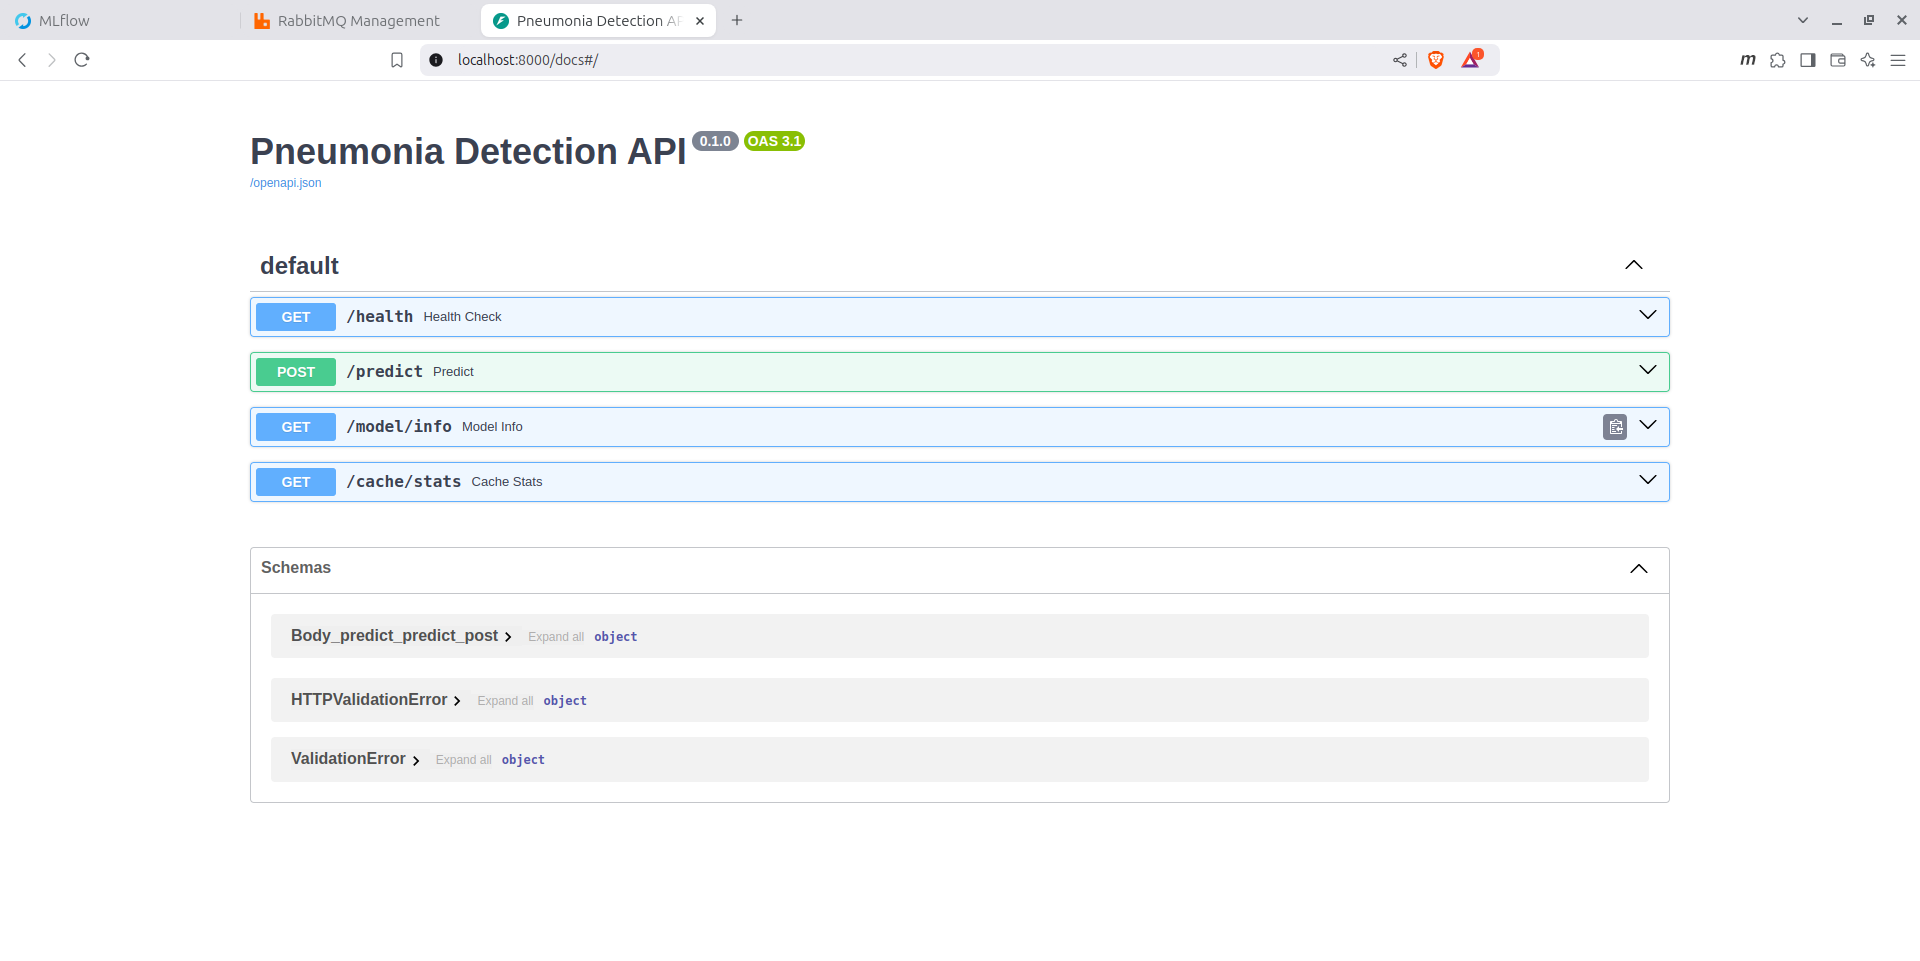 MLflow
RabbitMQ Management
Pneumonia Detection AP
localhost:8000/docs#/
1
m
Pneumonia Detection API 0.1.0 OAS 3.1
/openapi.json
default
GET /health Health Check
POST /predict Predict
GET /model/info Model Info
GET /cache/stats Cache Stats
Schemas
Body_predict_predict_post Expand all object
HTTPValidationError Expand all object
ValidationError Expand all object